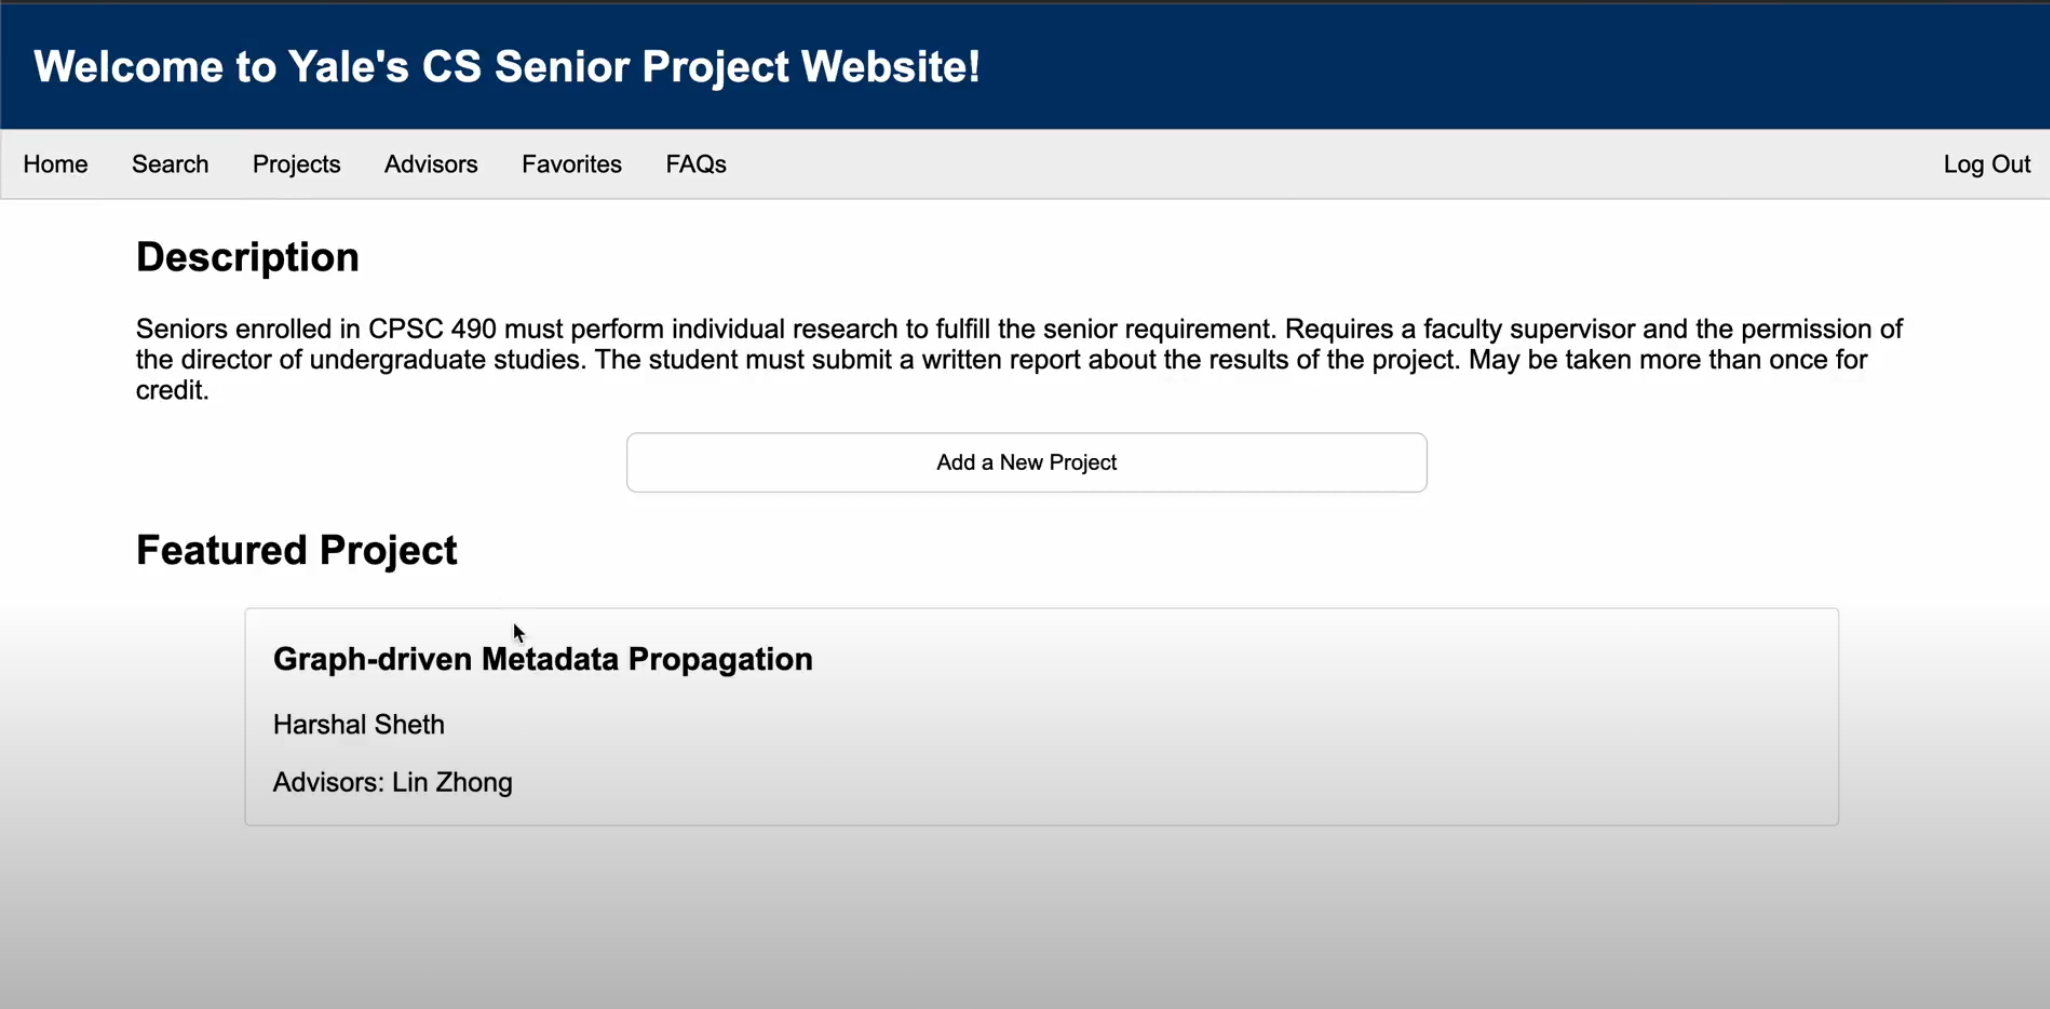 Welcome to Yale's CS Senior Project Website!
Home Search Projects Advisors Favorites FAQs Log Out
Description
Seniors enrolled in CPSC 490 must perform individual research to fulfill the senior requirement. Requires a faculty supervisor and the permission of
the director of undergraduate studies. The student must submit a written report about the results of the project. May be taken more than once for
credit.
Add a New Project
Featured Project
Graph-driven Metadata Propagation
Harshal Sheth
Advisors: Lin Zhong